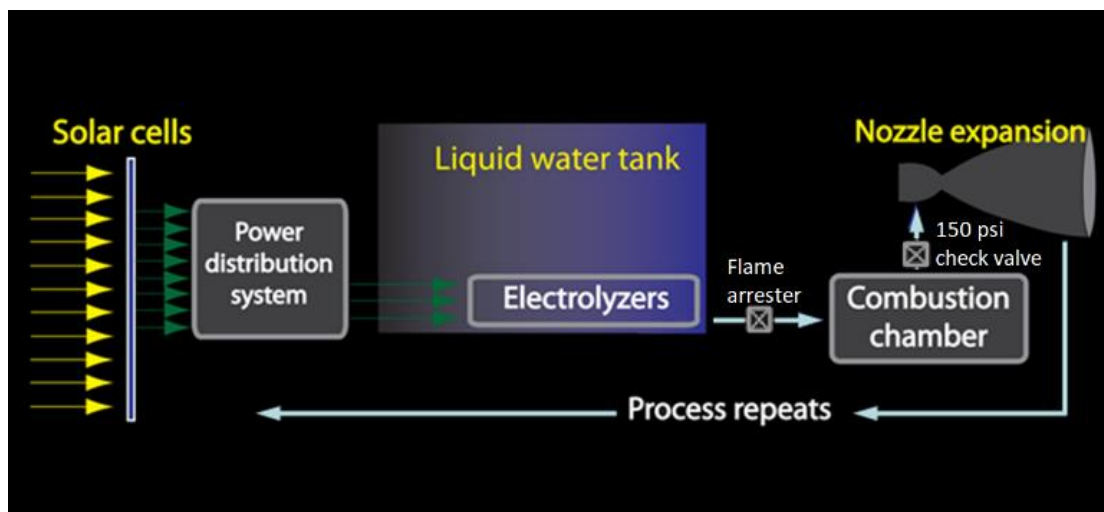 Solar cells
Power
distribution
system
Liquid water tank
Electrolyzers
Flame
arrester
Nozzle expansion
150 psi
check valve
Combustion
chamber
Process repeats